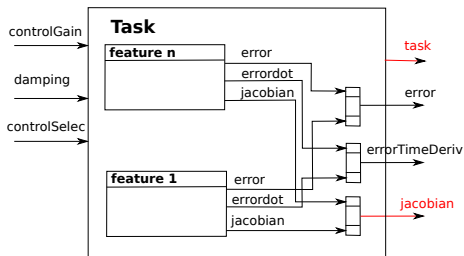 Task
controlGain
damping
controlSelec
feature n
error
errordot
jacobian
feature 1
error
errordot
jacobian
task
error
errorTimeDeriv
jacobian